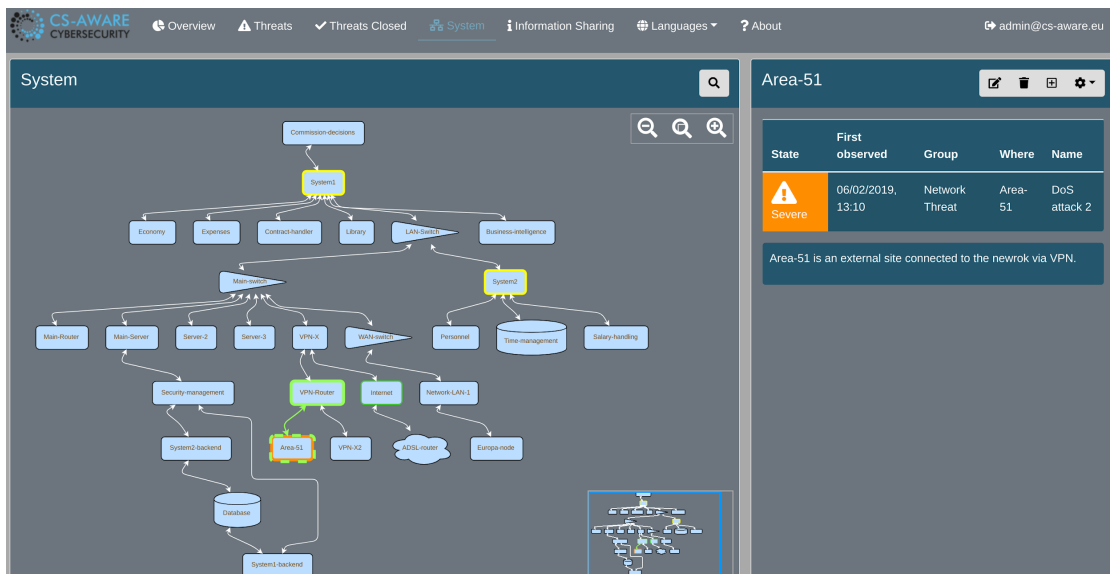 CS-AWARE
CYBERSECURITY
Overview
Threats
Threats Closed
System
Information Sharing
Languages
? About
admin@cs-aware.eu
System
Commission-decisions
System1
Economy
Expenses
Contract-handler
Library
LAN-Switch
Business-intelligence
Main-switch
System2
Main-Router
Main-Server
Server-2
Server-3
VPN-X
WAN-switch
Personnel
Time-management
Salary-handling
Security-management
VPN-Router
Internet
Network-LAN-1
System2-backend
Area-51
VPN-X2
ADSL-router
Europa-node
Database
System1-backend
Area-51
State
First
observed
Group
Where
Name
Severe
06/02/2019,
13:10
Network
Threat
Area-
51
DoS
attack 2
Area-51 is an external site connected to the newrok via VPN.